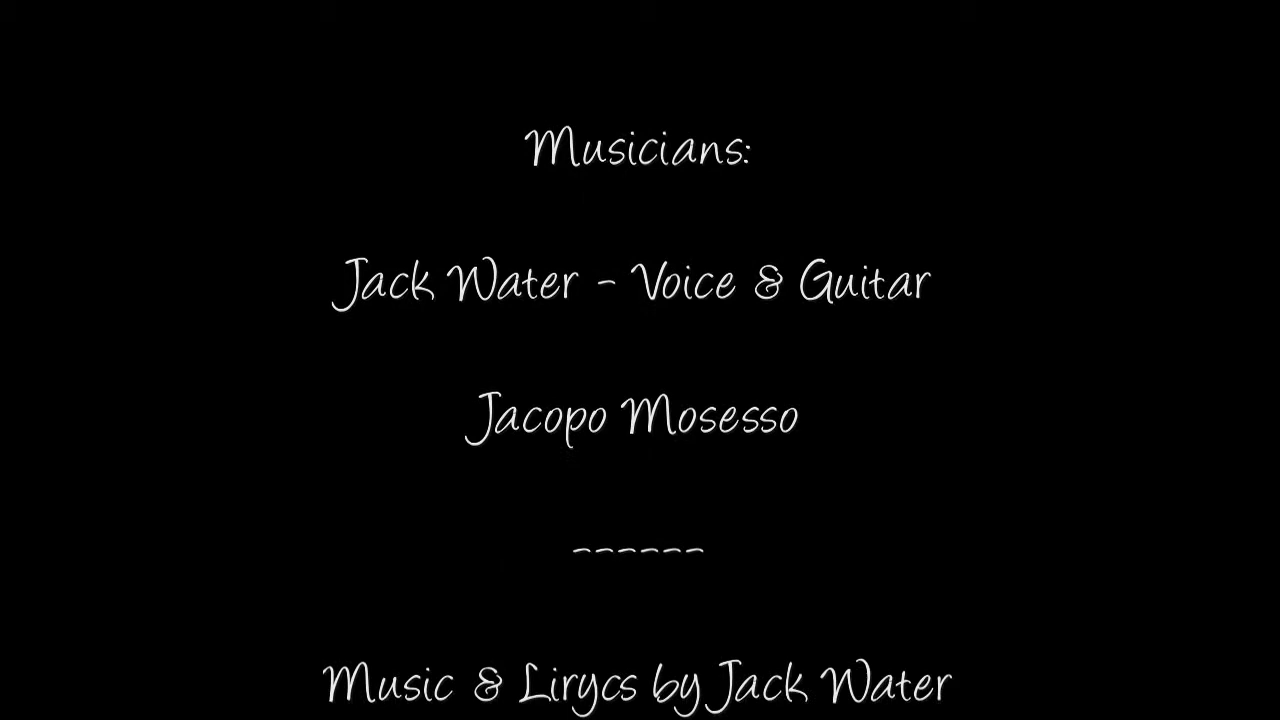 Musicians:
Jack Water - Voice & Guitar
Jacopo Mosesso
------
Music & Lirycs by Jack Water